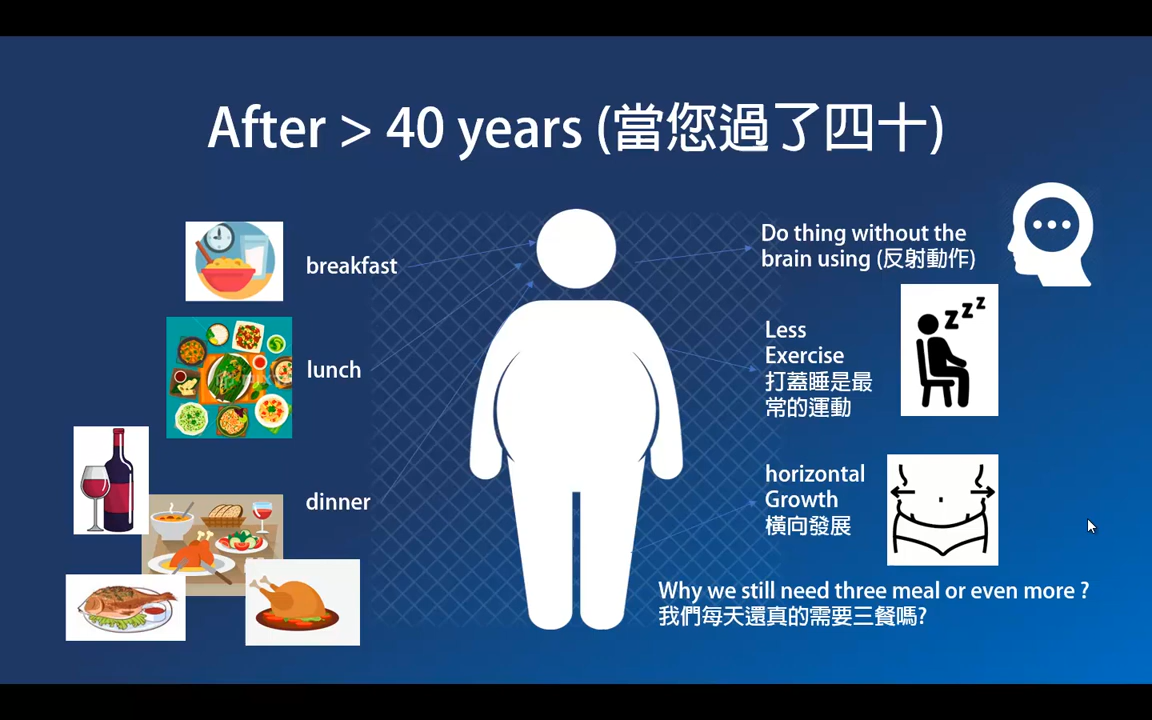 After > 40 years (當您過了四十)
breakfast
lunch
dinner
Do thing without the
brain using (反射動作)
z z z
Less
Exercise
打蓋睡是最
常的運動
horizontal
Growth
橫向發展
Why we still need three meal or even more ?
我們每天還真的需要三餐嗎?